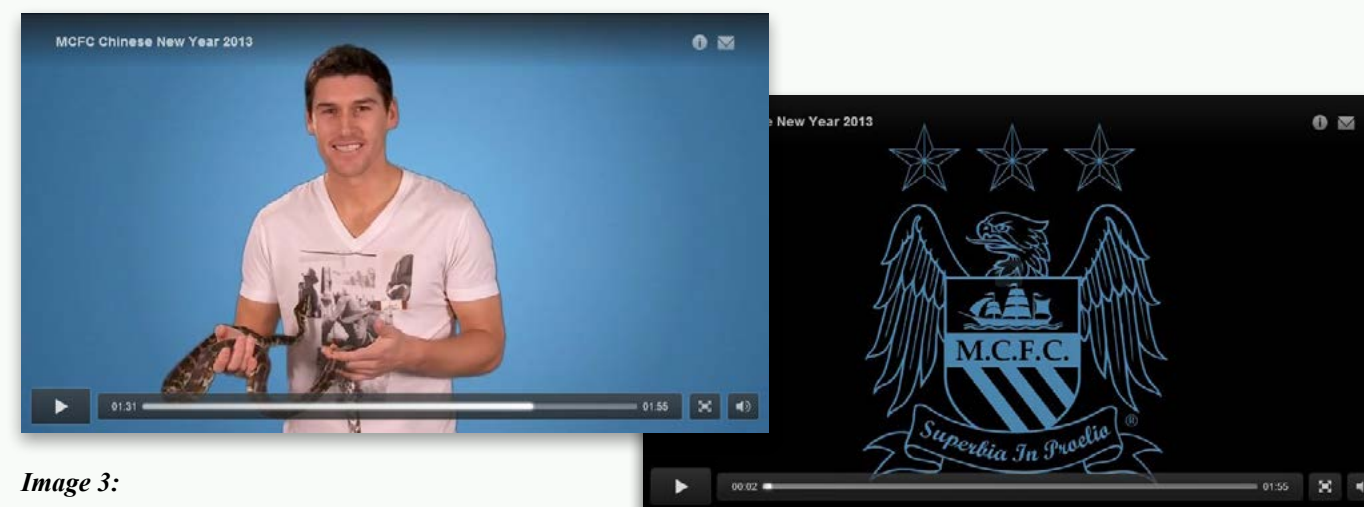 MCFC Chinese New Year 2013
01:31
01:55
e New Year 2013
M.C.F.C.
Superbia In Proelio
®
00:02
01:55
Image 3: